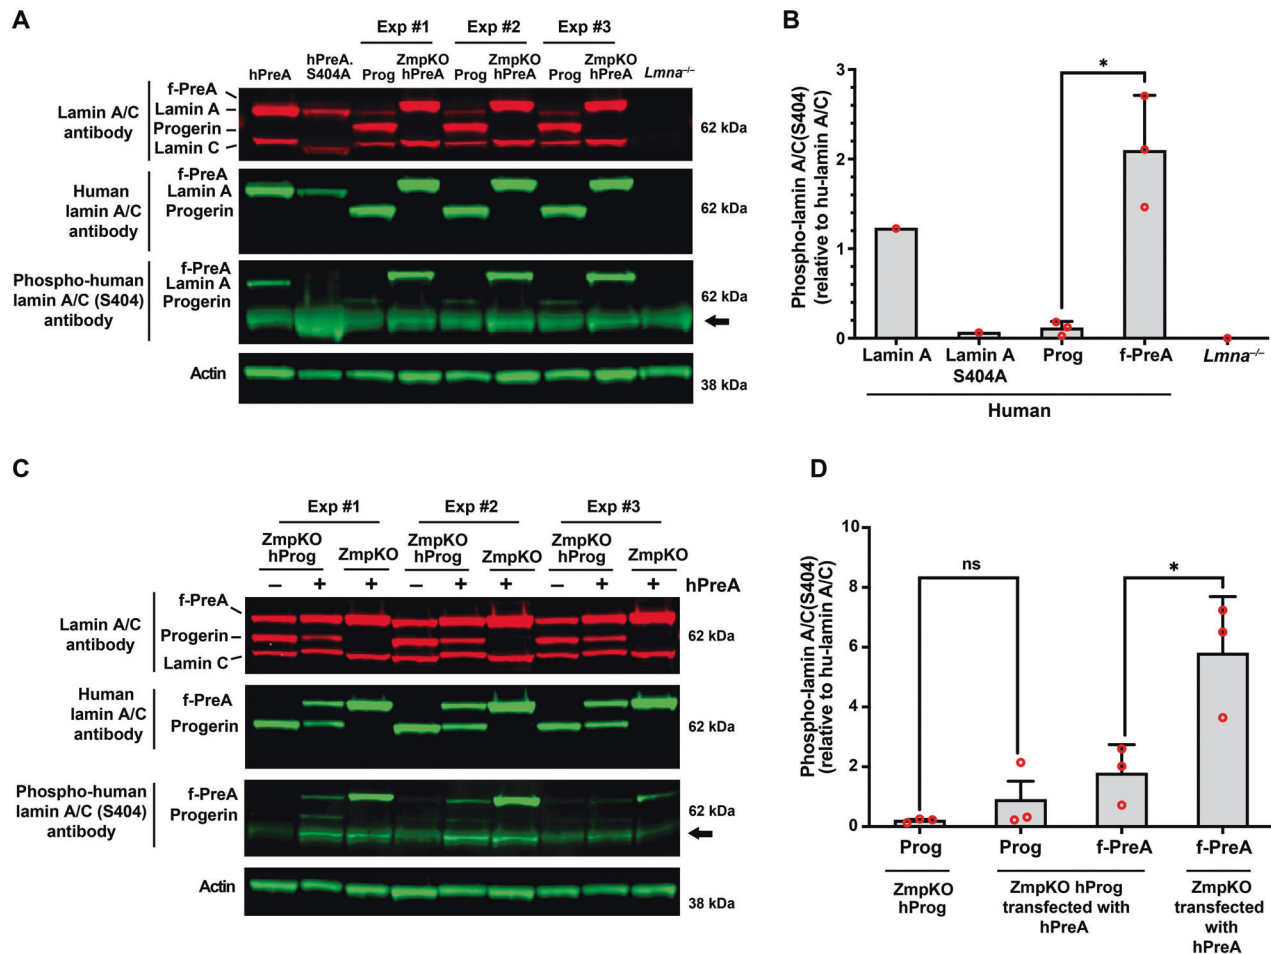 A
Exp #1
Exp #2
Exp #3
hPreA
hPreA.
S404A
Prog
ZmpKO
hPreA
Prog
ZmpKO
hPreA
Prog
ZmpKO
hPreA
Lmna–/–
Lamin A/C
antibody
f-PreA
Lamin A
Progerin
Lamin C
62 kDa
Human
lamin A/C
antibody
f-PreA
Lamin A
Progerin
62 kDa
Phospho-human
lamin A/C (S404)
antibody
f-PreA
Lamin A
Progerin
62 kDa
Actin
38 kDa
B
Phospho-lamin A/C(S404)
(relative to hu-lamin A/C)
3
2
1
0
*
Lamin A
Lamin A
S404A
Prog
f-PreA
Lmna–/–
Human
C
Exp #1
Exp #2
Exp #3
ZmpKO
hProg
ZmpKO
ZmpKO
hProg
ZmpKO
ZmpKO
hProg
ZmpKO
– + + – + + – + + hPreA
Lamin A/C
antibody
f-PreA
Progerin
Lamin C
62 kDa
Human
lamin A/C
antibody
f-PreA
Progerin
62 kDa
Phospho-human
lamin A/C (S404)
antibody
f-PreA
Progerin
62 kDa
Actin
38 kDa
D
Phospho-lamin A/C(S404)
(relative to hu-lamin A/C)
10
8
6
4
2
0
ns
*
Prog
Prog
f-PreA
f-PreA
ZmpKO
hProg
ZmpKO hProg
transfected with
hPreA
ZmpKO
transfected
with
hPreA